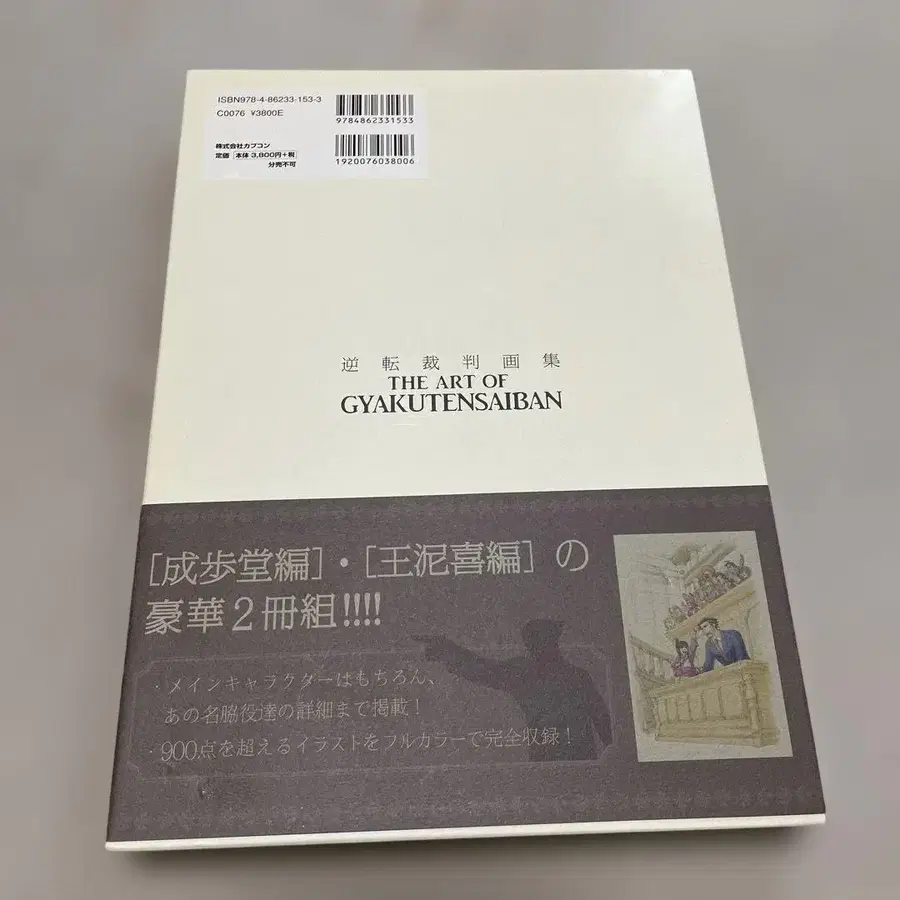 ISBN978-4-86233-153-3
C0076 ¥3800E
9784862331533
株式会社カプコン
定価 本体 3,800円+税
分売不可
1920076038006
逆転裁判画集
THE ART OF
GYAKUTENSAIBAN
[成歩堂編]・[王泥喜編]の
豪華2冊組!!!!
・メインキャラクターはもちろん、
あの名脇役達の詳細まで掲載!
・900点を超えるイラストをフルカラーで完全収録!